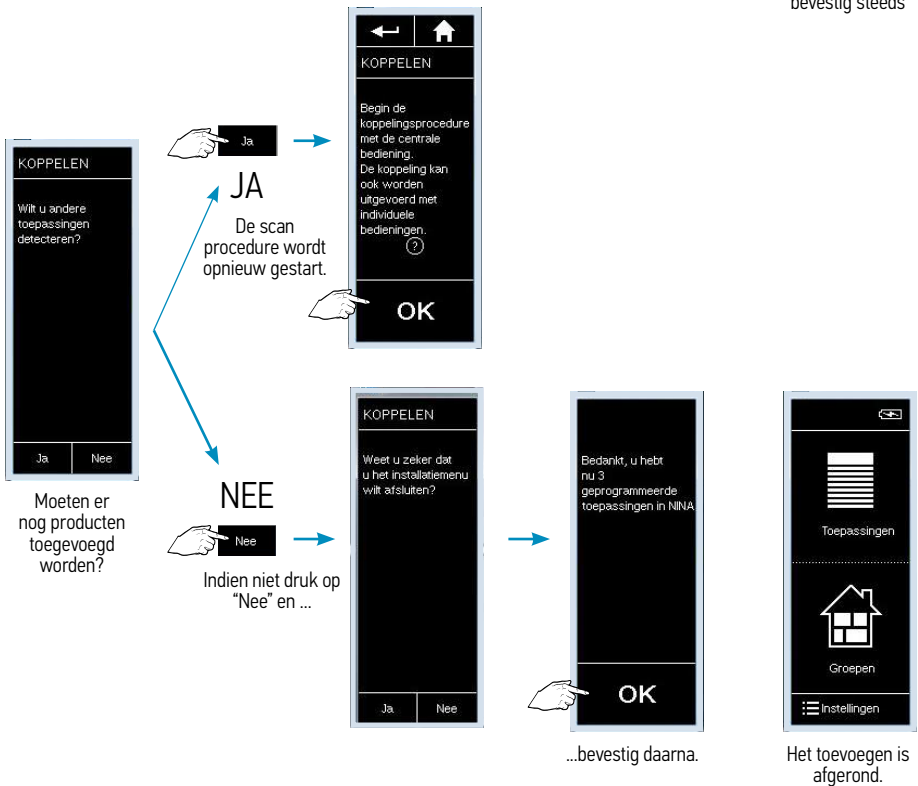 bevestig steeds
KOPPELEN
Wilt u andere
toepassingen
detecteren?
Ja Nee
Moeten er
nog producten
toegevoegd
worden?
Ja
JA
De scan
procedure wordt
opnieuw gestart.
KOPPELEN
Begin de
koppelingsprocedure
met de centrale
bediening.
De koppeling kan
ook worden
uitgevoerd met
individuele
bedieningen.
?
OK
NEE
Nee
Indien niet druk op
“Nee” en ...
KOPPELEN
Weet u zeker dat
u het installatiemenu
wilt afsluiten?
Ja Nee
Bedankt, u hebt
nu 3
geprogrammeerde
toepassingen in NINA
OK
...bevestig daarna.
Toepassingen
Groepen
Instellingen
Het toevoegen is
afgerond.